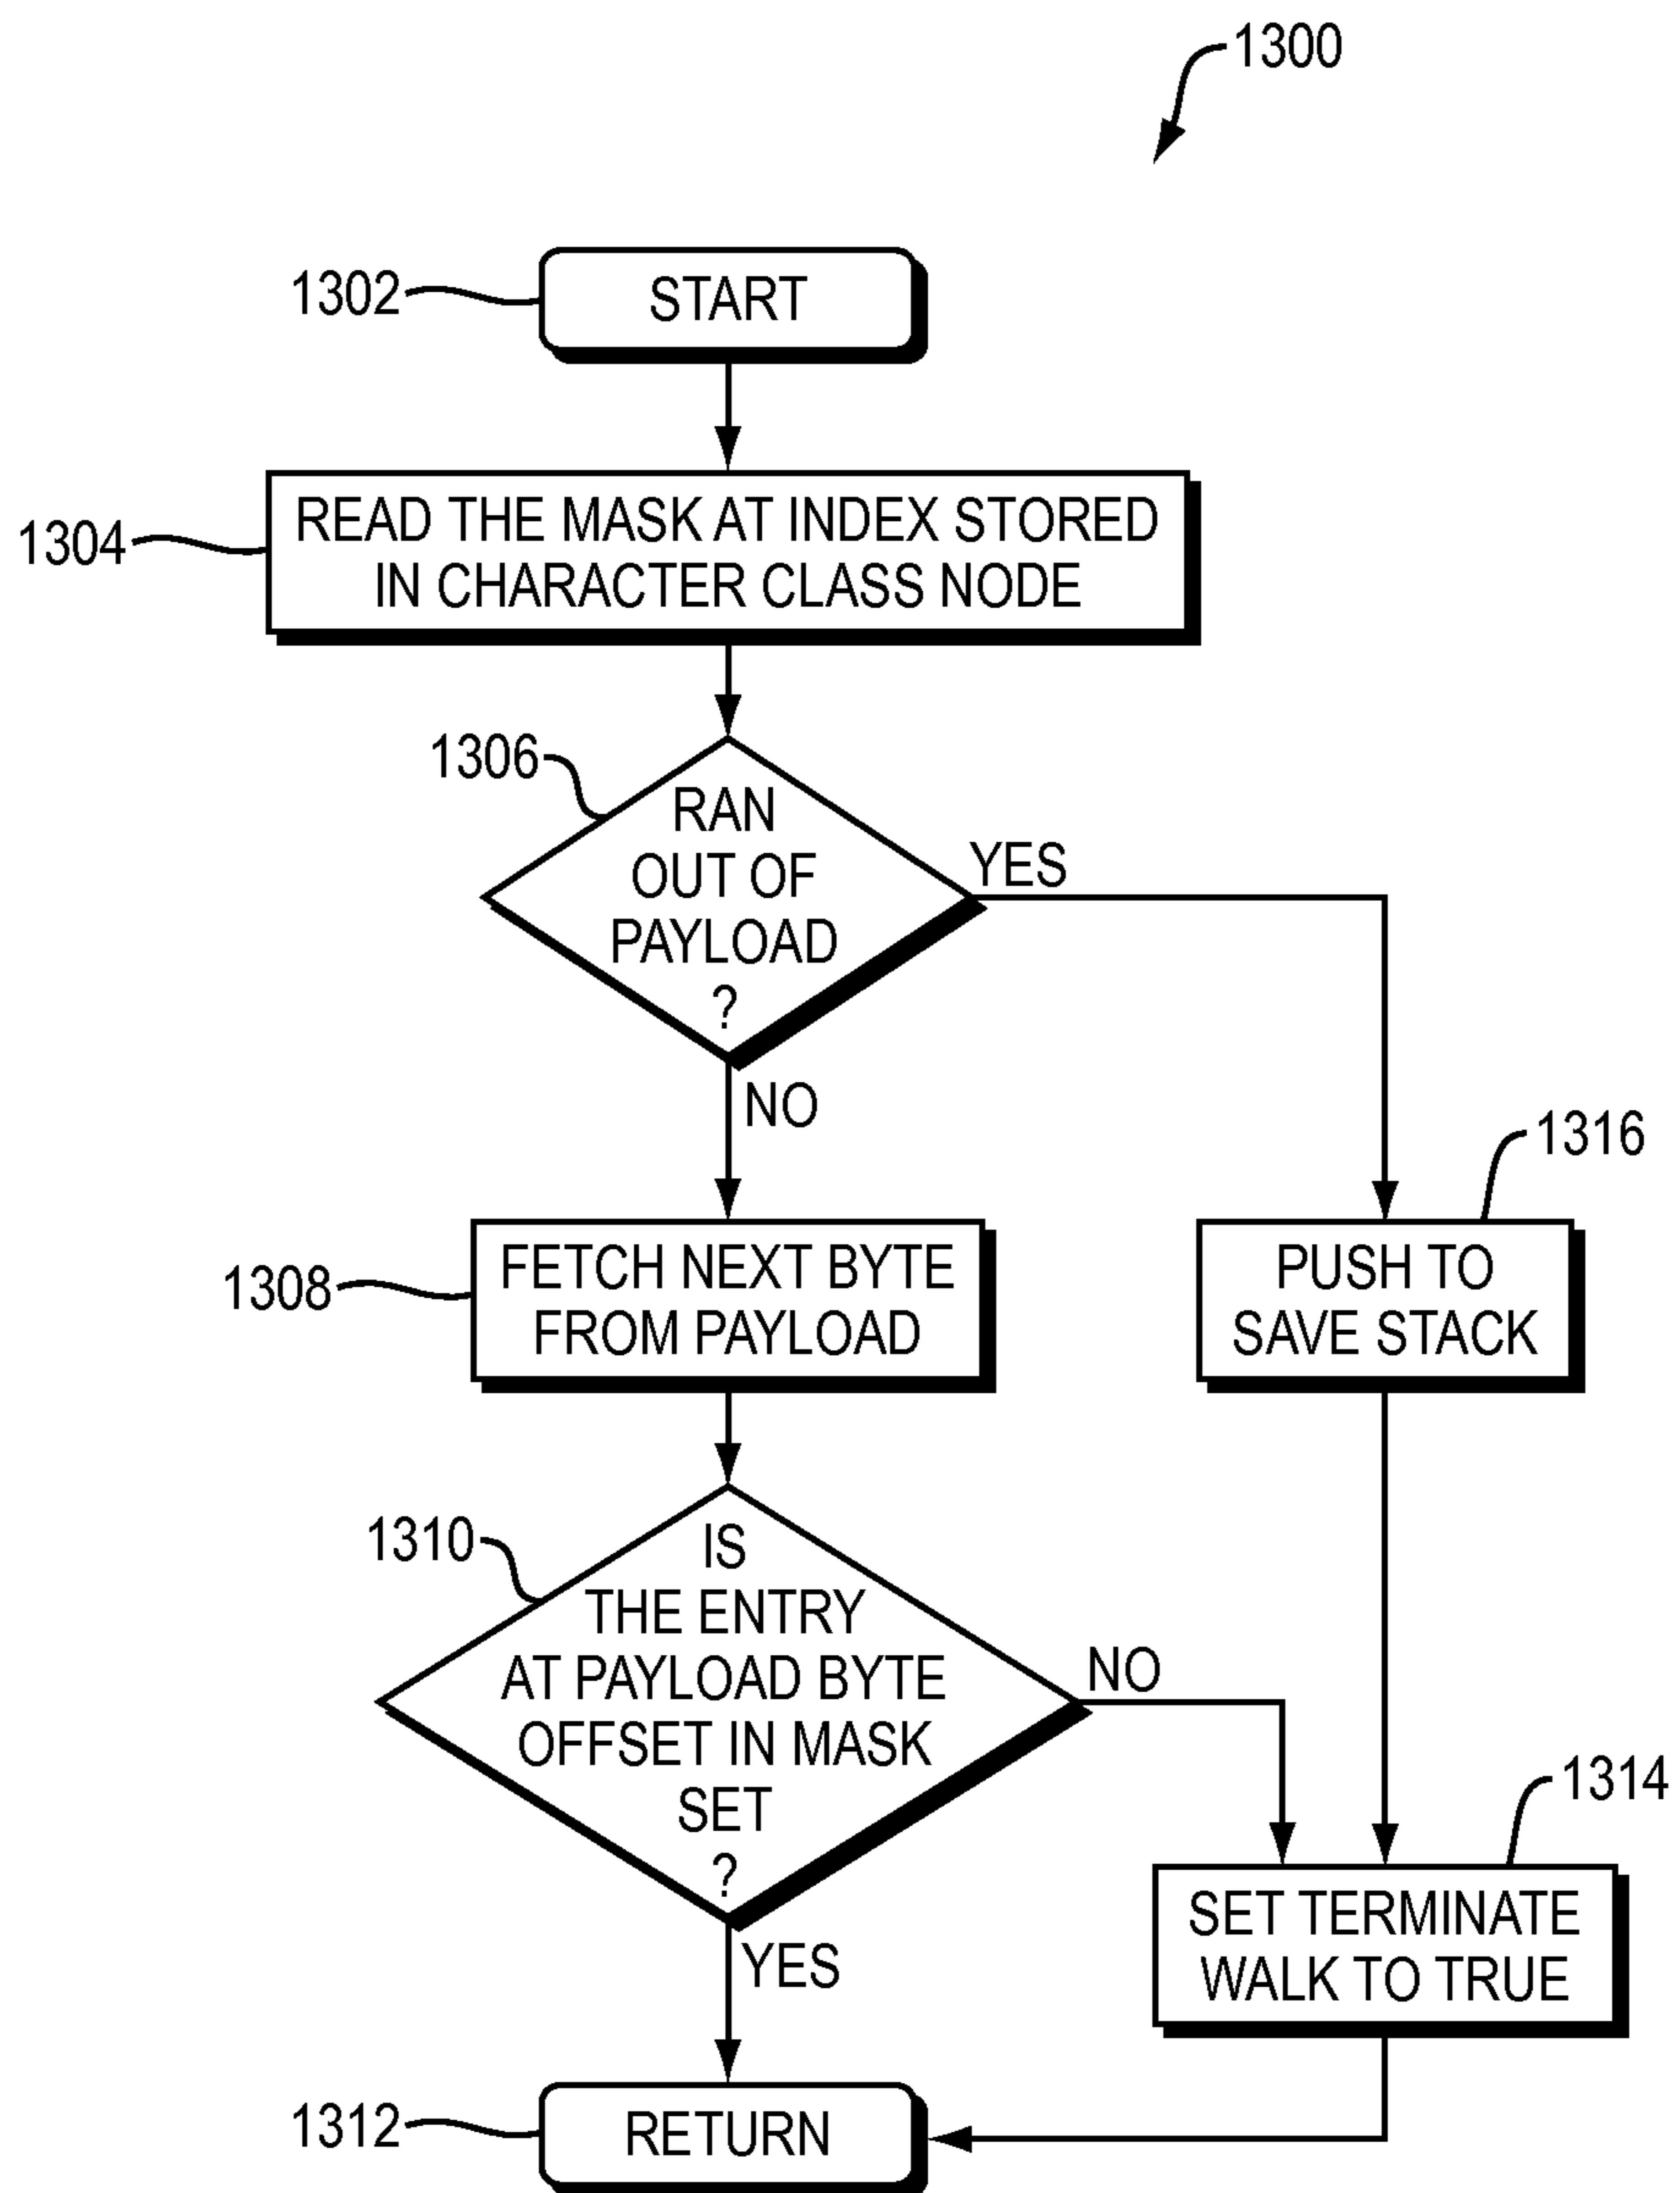 1300
1302
START
1304
READ THE MASK AT INDEX STORED
IN CHARACTER CLASS NODE
1306
RAN
OUT OF
PAYLOAD
?
YES
NO
1316
1308
FETCH NEXT BYTE
FROM PAYLOAD
PUSH TO
SAVE STACK
1310
IS
THE ENTRY
AT PAYLOAD BYTE
OFFSET IN MASK
SET
?
NO
YES
1314
SET TERMINATE
WALK TO TRUE
1312
RETURN